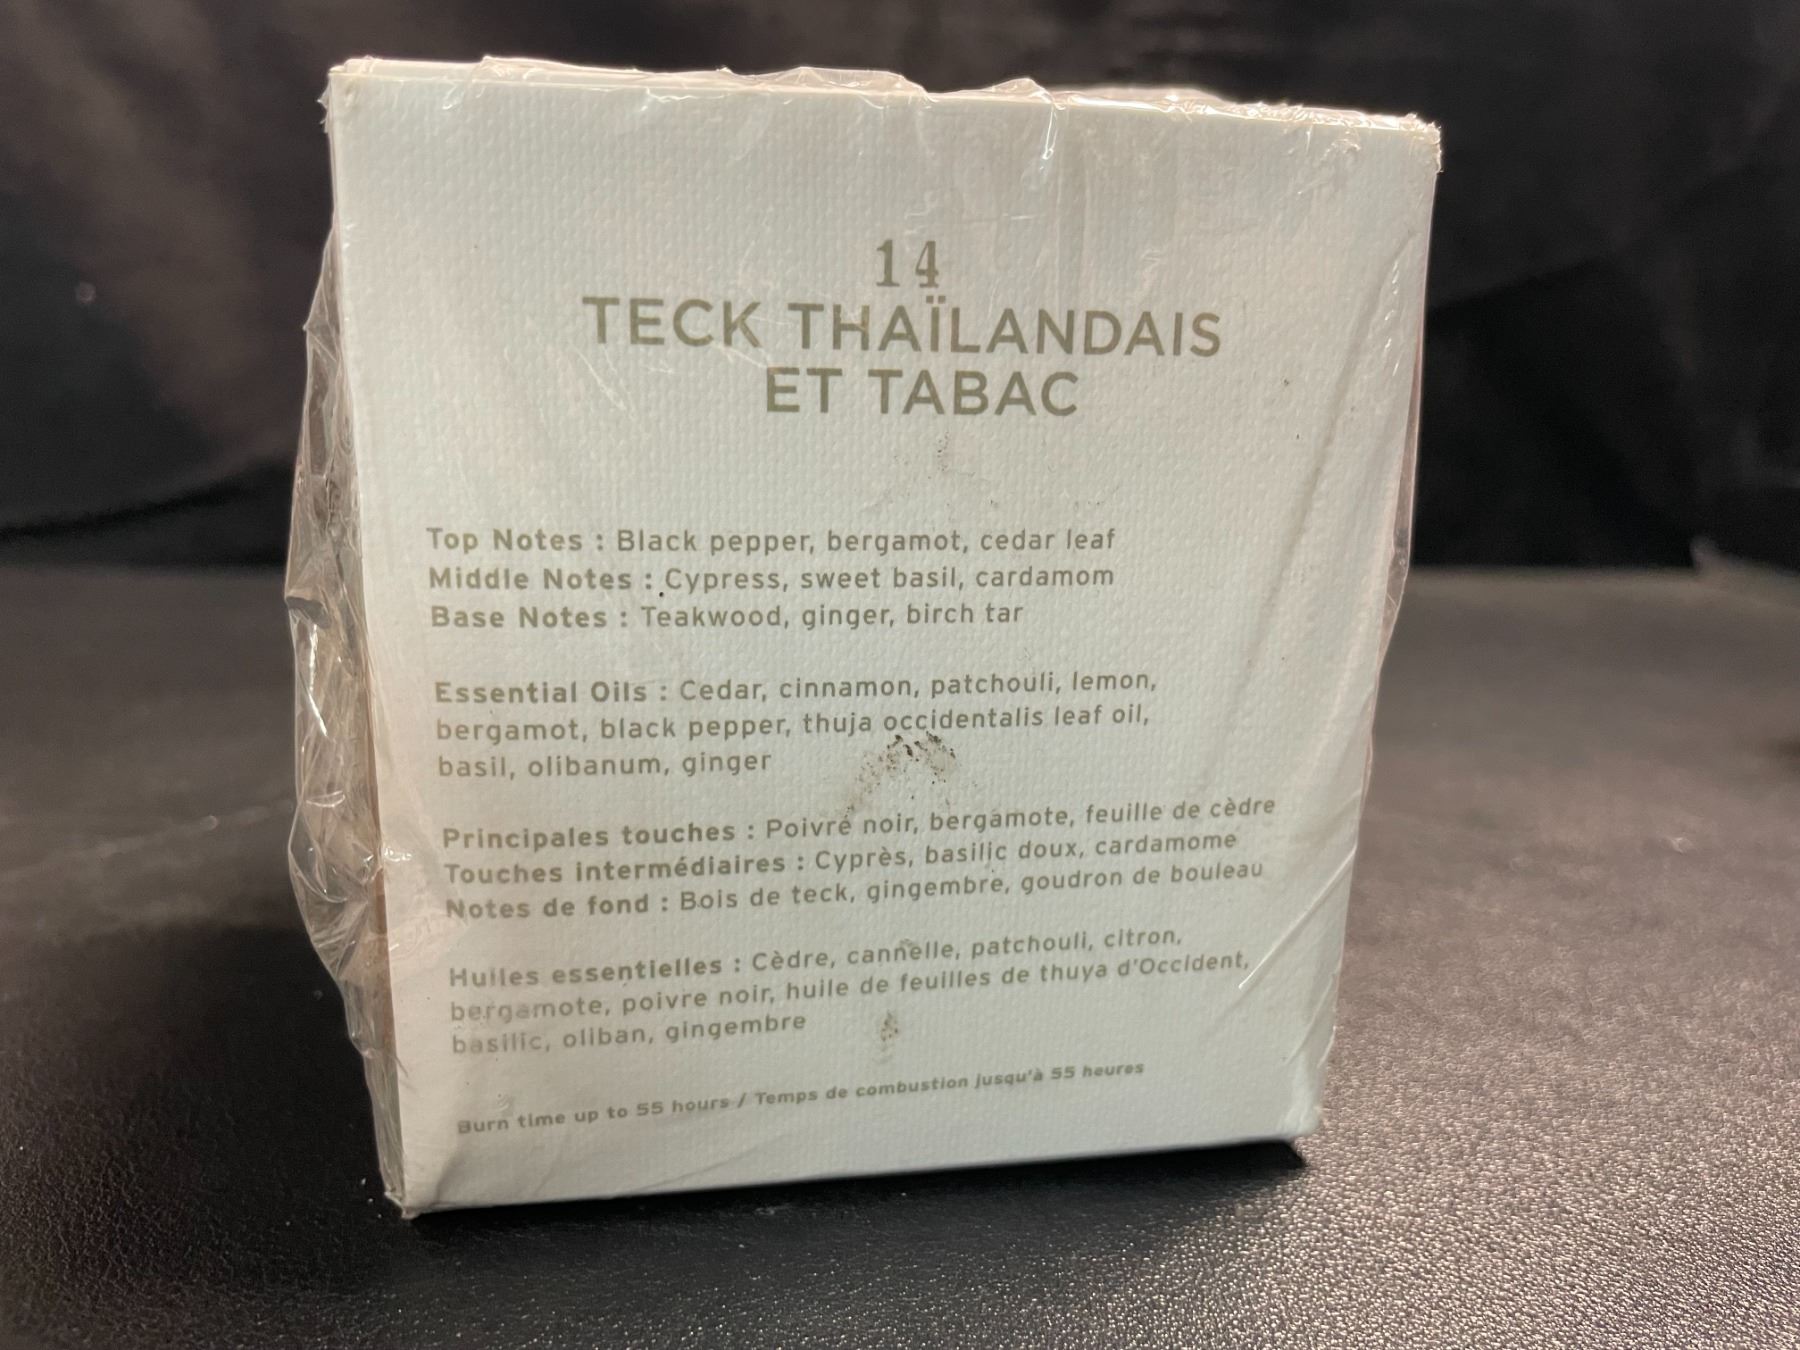 14
TECK THAÏLANDAIS
ET TABAC
Top Notes : Black pepper, bergamot, cedar leaf
Middle Notes : Cypress, sweet basil, cardamom
Base Notes : Teakwood, ginger, birch tar
Essential Oils : Cedar, cinnamon, patchouli, lemon,
bergamot, black pepper, thuja occidentalis leaf oil,
basil, olibanum, ginger
Principales touches : Poivre noir, bergamote, feuille de cèdre
Touches intermédiaires : Cyprès, basilic doux, cardamome
Notes de fond : Bois de teck, gingembre, goudron de bouleau
Huiles essentielles : Cèdre, cannelle, patchouli, citron,
bergamote, poivre noir, huile de feuilles de thuya d'Occident,
basilic, oliban, gingembre
Burn time up to 55 hours / Temps de combustion jusqu'à 55 heures